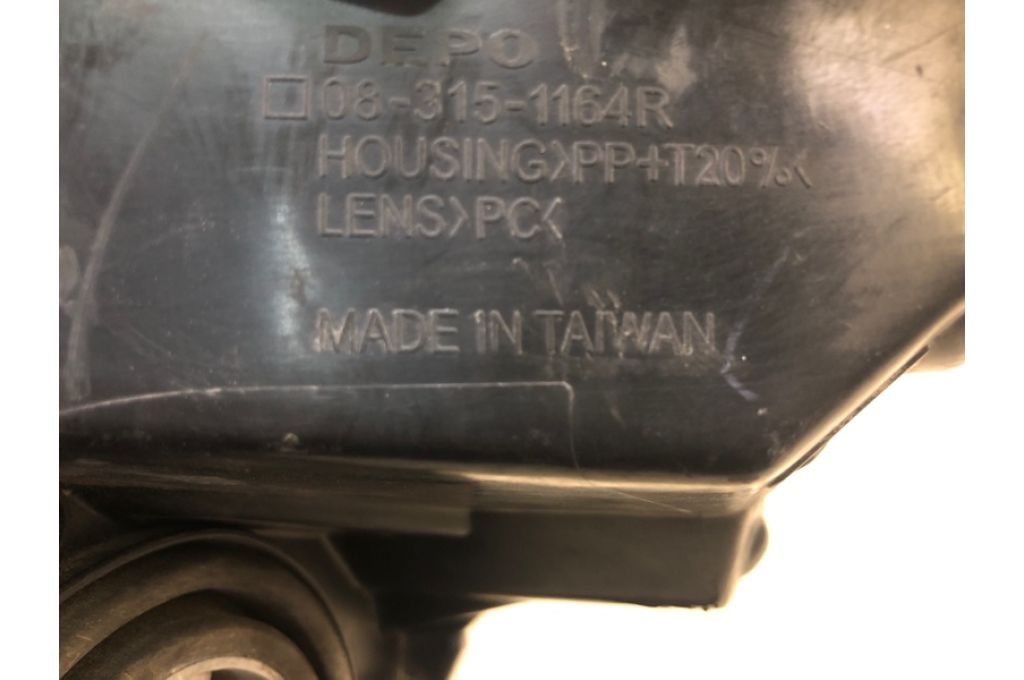 DEPO
□08-315-1164R
HOUSING>PP+T20%<
LENS>PC<
MADE IN TAIWAN